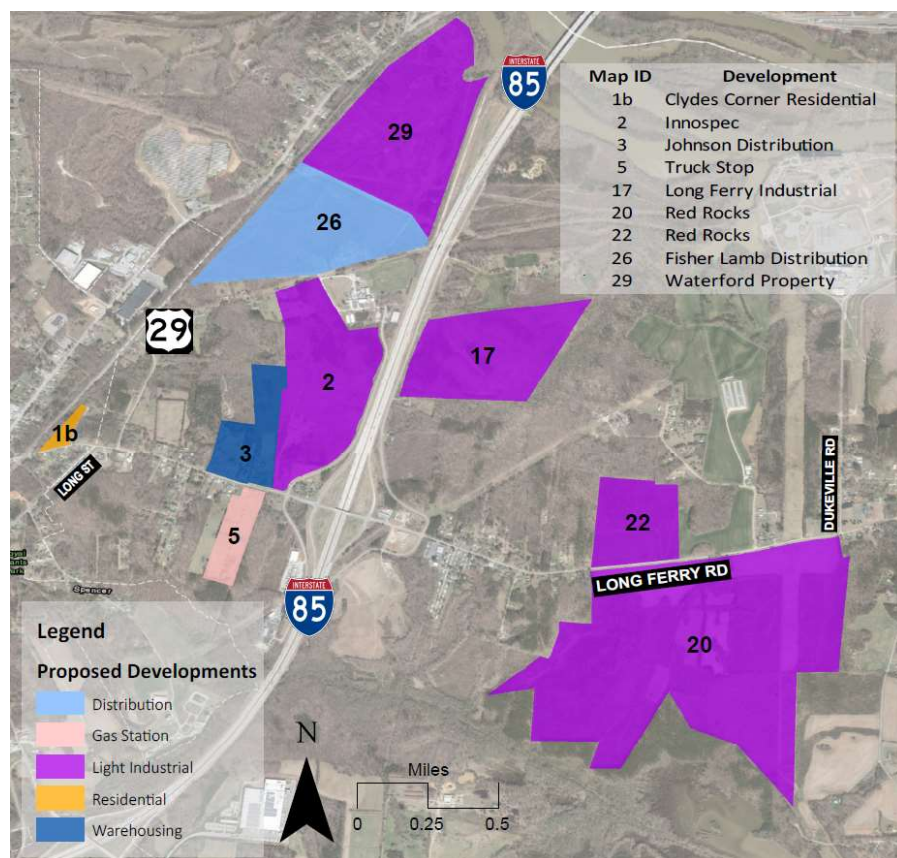 INTERSTATE
85
Map ID Development
1b Clydes Corner Residential
2 Innospec
3 Johnson Distribution
5 Truck Stop
17 Long Ferry Industrial
20 Red Rocks
22 Red Rocks
26 Fisher Lamb Distribution
29 Waterford Property
29
26
29
17
2
1b
3
LONG ST
DUKEVILLE RD
22
5
LONG FERRY RD
INTERSTATE
85
Spencer
20
Legend
Proposed Developments
Distribution
Gas Station
Light Industrial
Residential
Warehousing
N
Miles
0 0.25 0.5